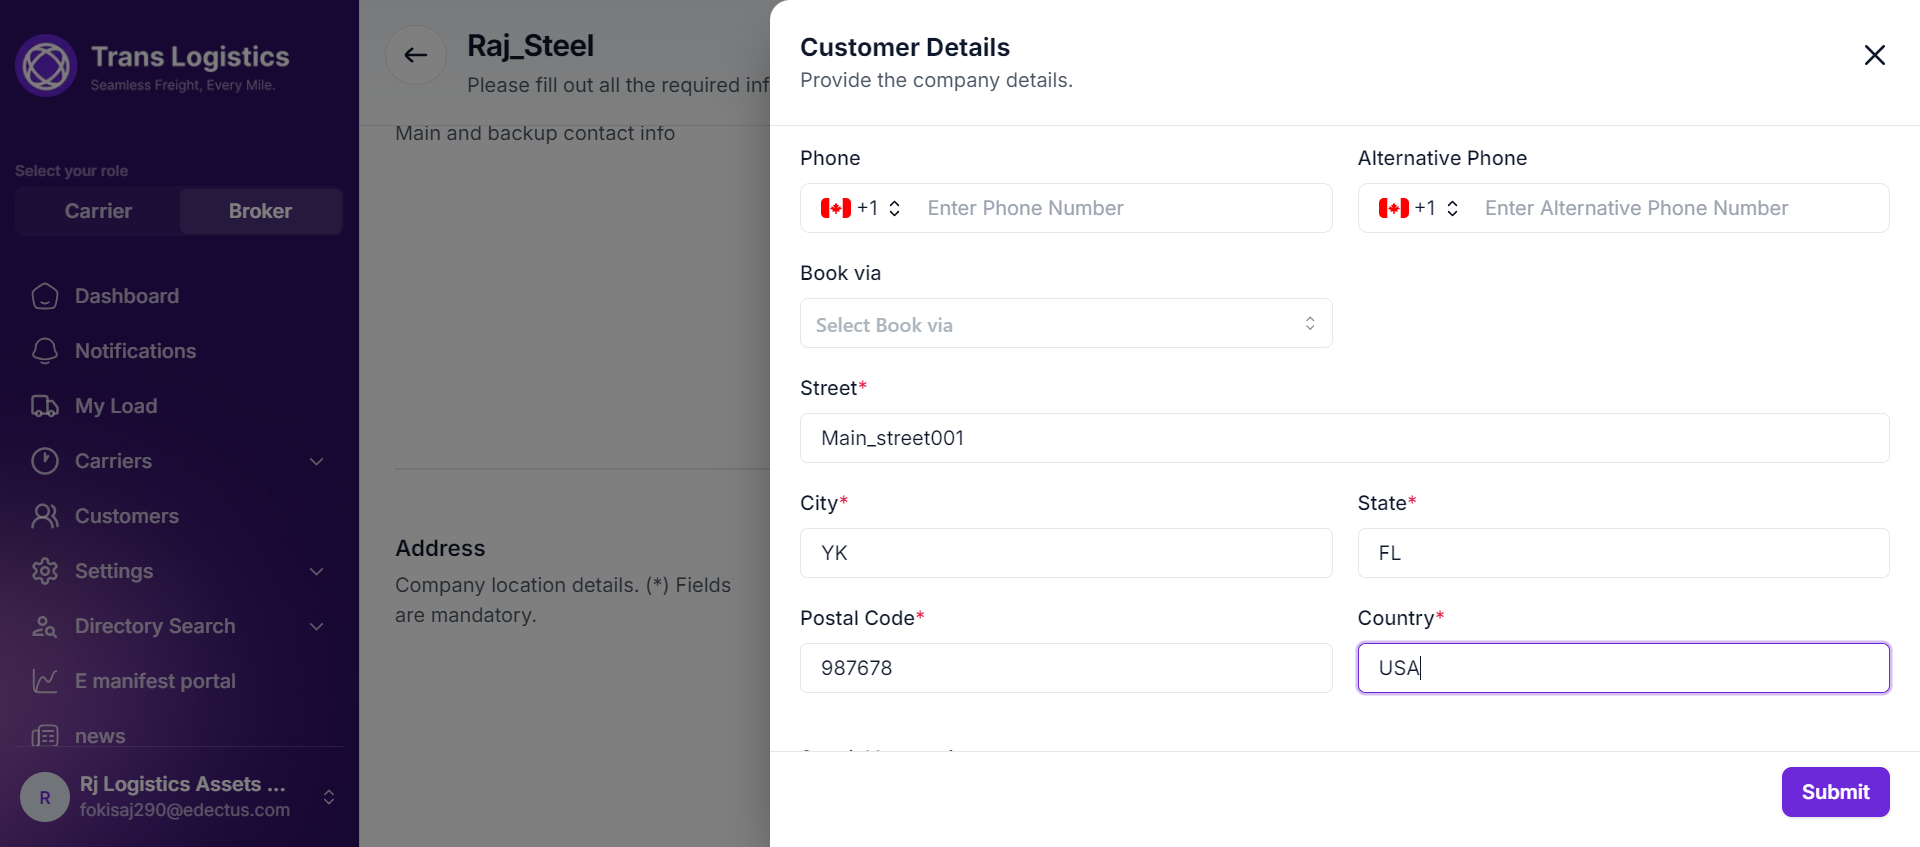 Trans Logistics
Seamless Freight, Every Mile.
Select your role
Carrier
Broker
Dashboard
Notifications
My Load
Carriers
Customers
Settings
Directory Search
E manifest portal
news
R
Rj Logistics Assets ...
fokisaj290@edectus.com
Raj_Steel
Please fill out all the required inf
Main and backup contact info
Address
Company location details. (*) Fields
are mandatory.
Customer Details
Provide the company details.
Phone
Alternative Phone
+1
Enter Phone Number
+1
Enter Alternative Phone Number
Book via
Select Book via
Street*
Main_street001
City*
State*
YK
FL
Postal Code*
Country*
987678
USA
Submit